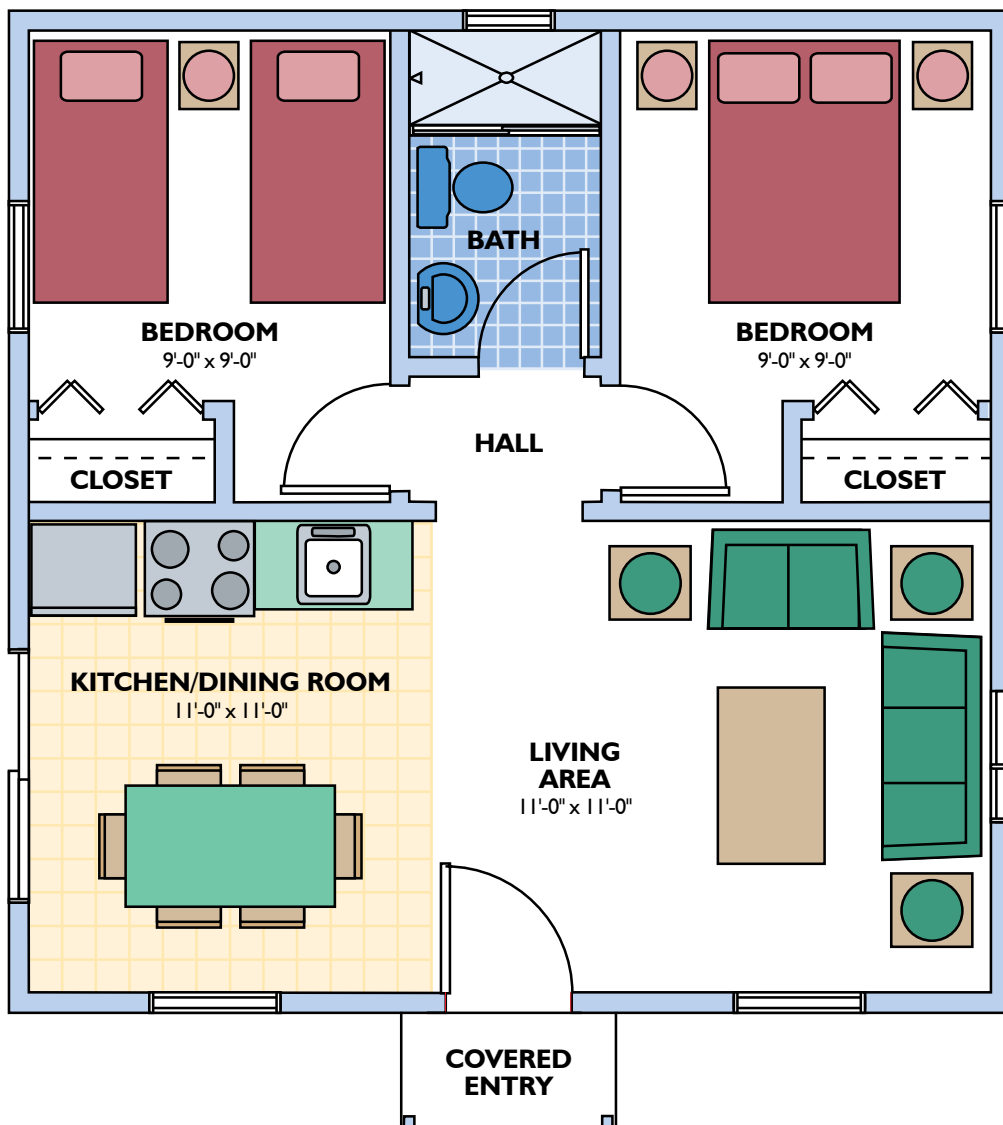 BATH
BEDROOM
9'-0" x 9'-0"
BEDROOM
9'-0" x 9'-0"
HALL
CLOSET
CLOSET
KITCHEN/DINING ROOM
11'-0" x 11'-0"
LIVING
AREA
11'-0" x 11'-0"
COVERED
ENTRY